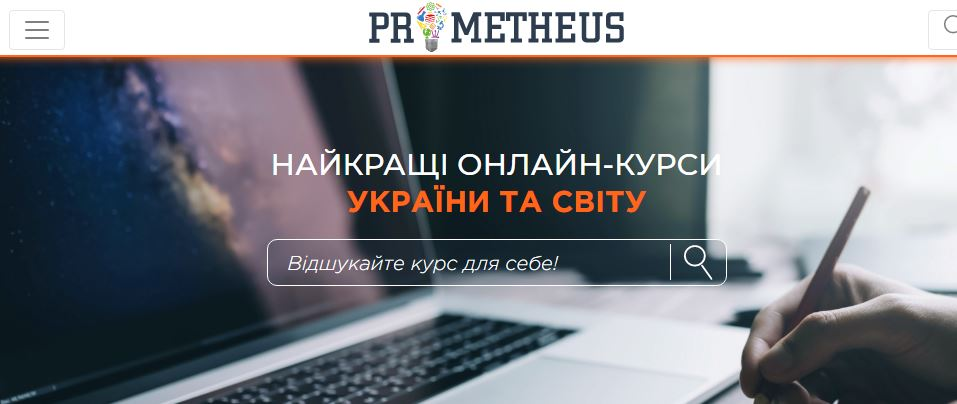 PROMETHEUS
НАЙКРАЩІ ОНЛАЙН-КУРСИ
УКРАЇНИ ТА СВІТУ
Відшукайте курс для себе!